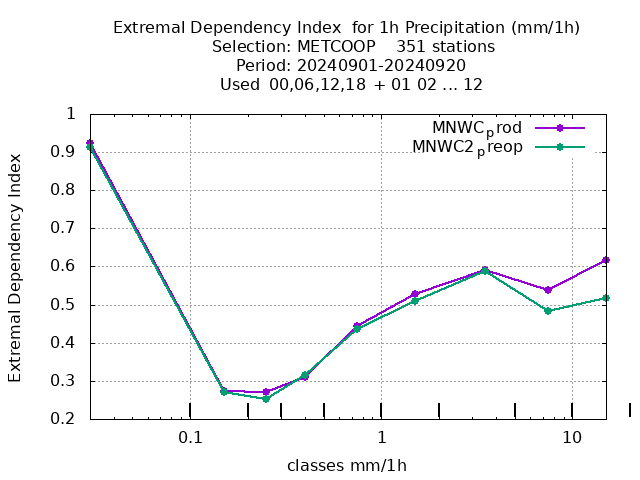 Extremal Dependency Index  for 1h Precipitation (mm/1h)
Selection: METCOOP    351 stations
Period: 20240901-20240920
Used  00,06,12,18  + 01 02 ... 12
MNWCprod
MNWC2preop
1
0.9
0.8
0.7
0.6
0.5
0.4
0.3
0.2
Extremal Dependency Index
0.1 1 10
classes mm/1h